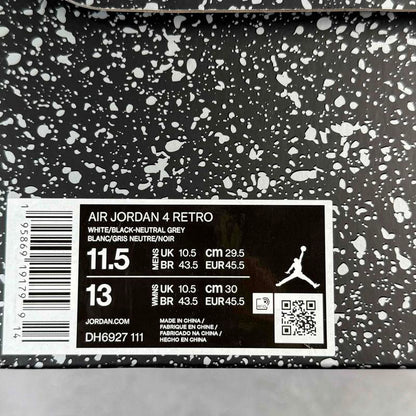 AIR JORDAN 4 RETRO
WHITE/BLACK-NEUTRAL GREY
BLANC/GRIS NEUTRE/NOIR
11.5 MENS UK 10.5 cm 29.5
BR 43.5 EUR 45.5
13 WMNS UK 10.5 cm 30
BR 43.5 EUR 45.5
JORDAN.COM
MADE IN CHINA /
FABRIQUE EN CHINE /
FABRICADO NA CHINA /
HECHO EN CHINA
DH6927 111
1 95869 19179 9 14